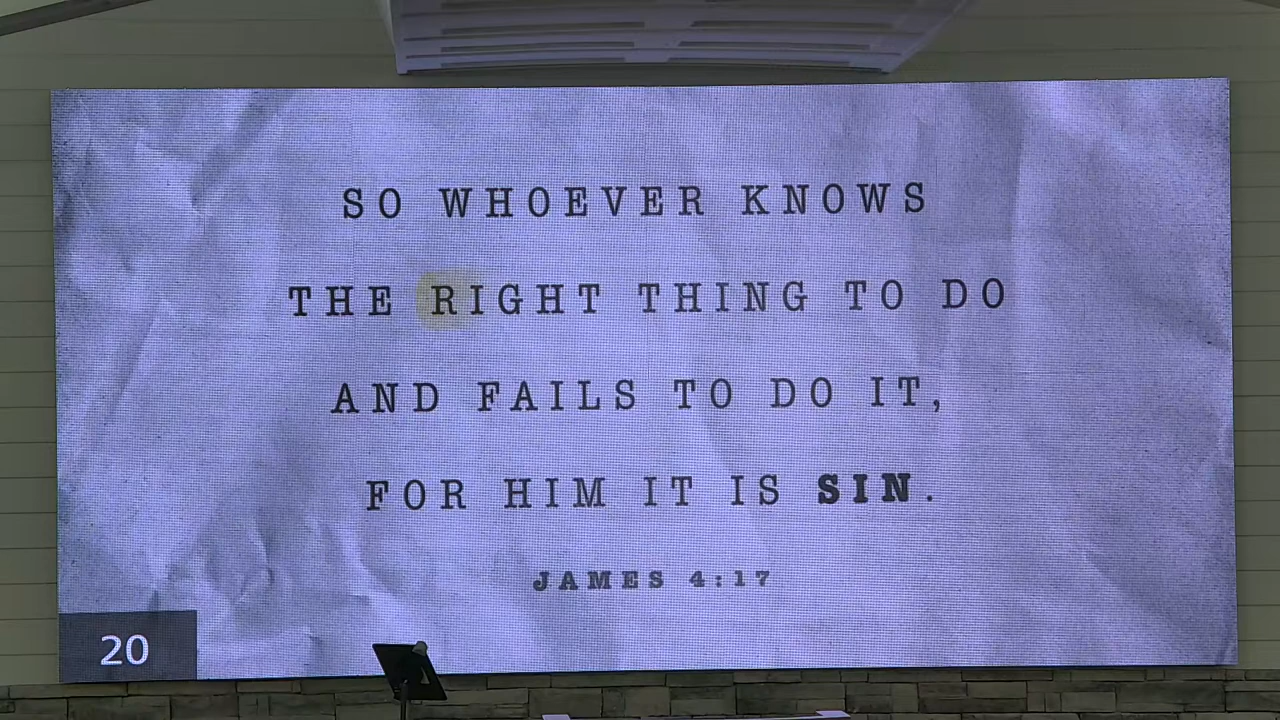 SO WHOEVER KNOWS
THE RIGHT THING TO DO
AND FAILS TO DO IT,
FOR HIM IT IS SIN.
JAMES 4:17
20